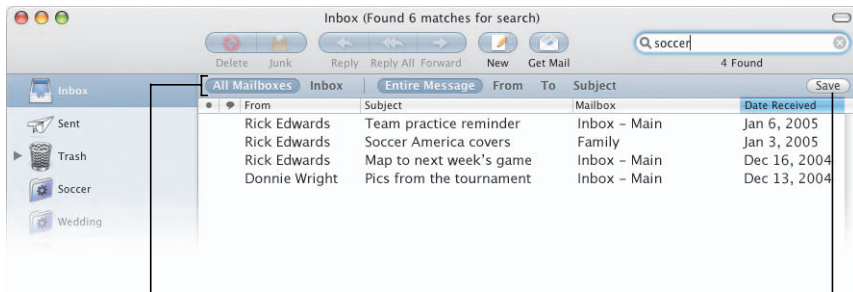 Inbox (Found 6 matches for search)
soccer
Delete Junk Reply Reply All Forward New Get Mail 4 Found
Inbox
All Mailboxes Inbox Entire Message From To Subject Save
From Subject Mailbox Date Received
Sent
Rick Edwards Team practice reminder Inbox – Main Jan 6, 2005
Rick Edwards Soccer America covers Family Jan 3, 2005
Trash
Rick Edwards Map to next week's game Inbox – Main Dec 16, 2004
Donnie Wright Pics from the tournament Inbox – Main Dec 13, 2004
Soccer
Wedding